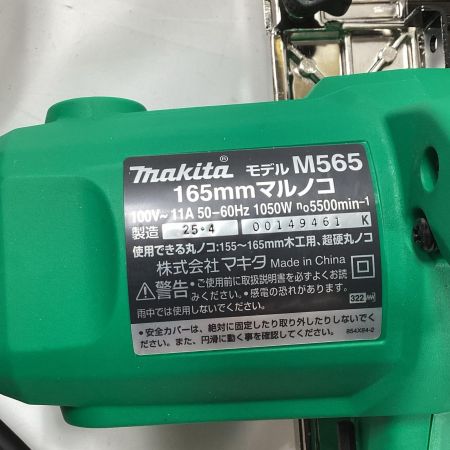 makita® モデル M565
165mmマルノコ
100V~ 11A 50-60Hz 1050W n₀5500min-1
製造 25・4 00149461 K
使用できる丸ノコ:155～165mm木工用、超硬丸ノコ
株式会社マキタ Made in China
⚠警告 ・ご使用前に取扱説明書を必ずよくお読
みください。・感電の恐れがあります。
雨中では使用しないでください。
322
・安全カバーは、絶対に固定したり取り外したりしないでく
ださい。また、円滑に動く事を確認してください。
854X84-2